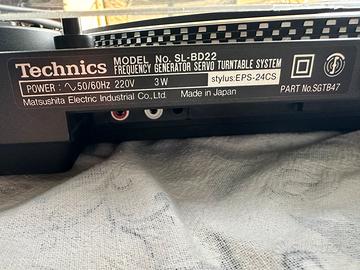 Technics MODEL No. SL-BD22
FREQUENCY GENERATOR SERVO TURNTABLE SYSTEM
POWER : ∿50/60Hz 220V 3W stylus:EPS-24CS
Matsushita Electric Industrial Co., Ltd. Made in Japan PART No.SGTB47